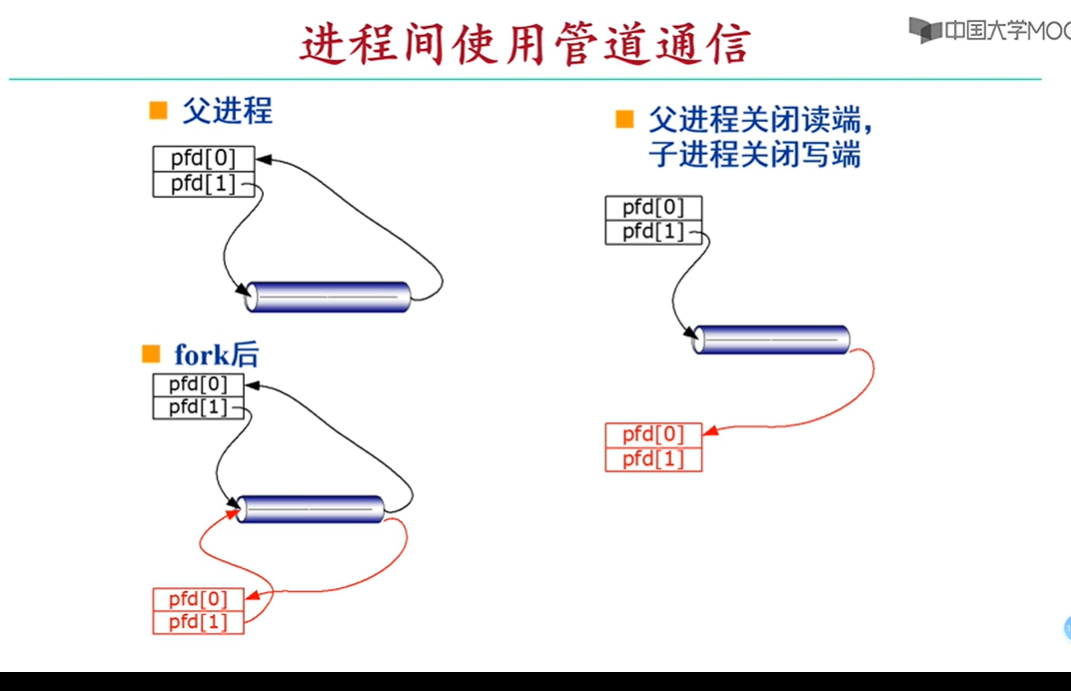 进程间使用管道通信
中国大学MOO
父进程
pfd[0]
pfd[1]
fork后
pfd[0]
pfd[1]
pfd[0]
pfd[1]
父进程关闭读端，
子进程关闭写端
pfd[0]
pfd[1]
pfd[0]
pfd[1]